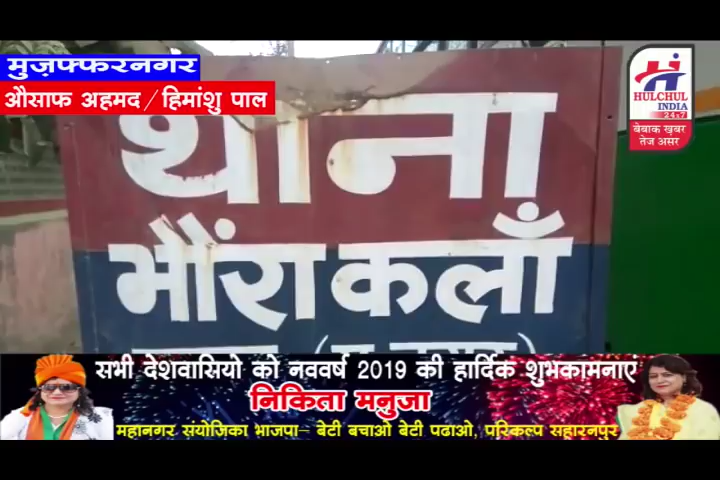 मुज़फ्फरनगर
औसाफ अहमद/हिमांशु पाल
HULCHUL
INDIA
24x7
बेबाक ख़बर
तेज असर
थाना
भौंरा कलाँ
सभी देशवासियो को नववर्ष 2019 की हार्दिक शुभकामनाएं
निकिता मनुजा
महानगर संयोजिका भाजपा– बेटी बचाओ बेटी पढाओ, परिकल्प सहारनपुर